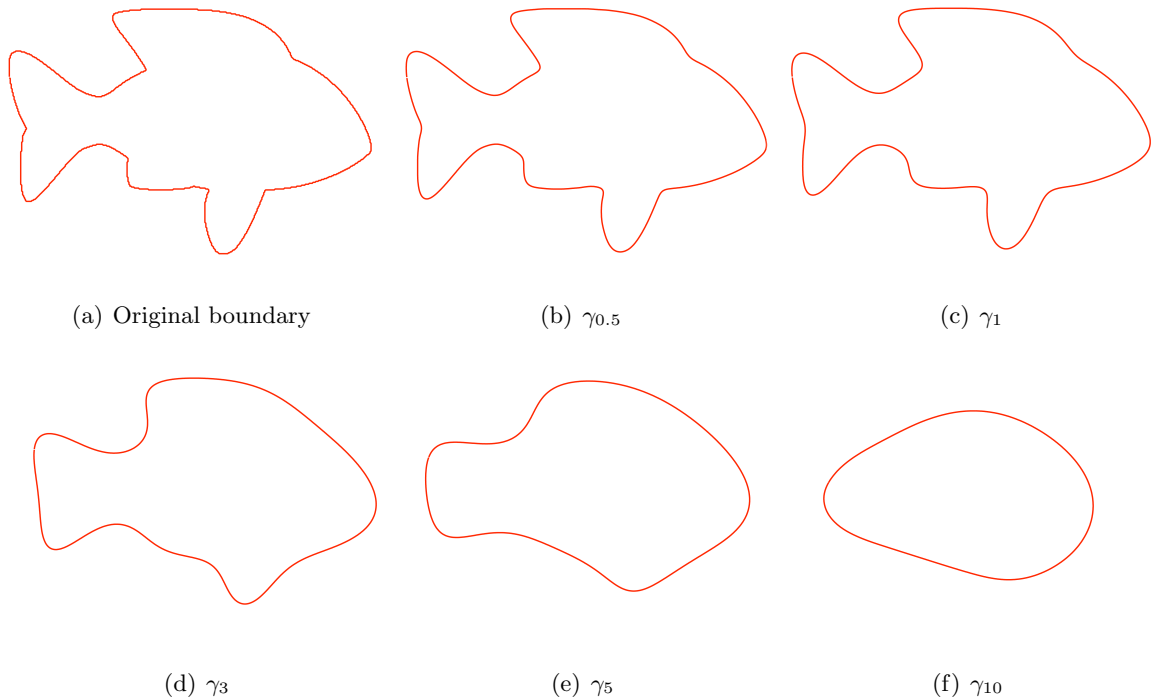 (a) Original boundary
(b) γ₀.₅
(c) γ₁
(d) γ₃
(e) γ₅
(f) γ₁₀